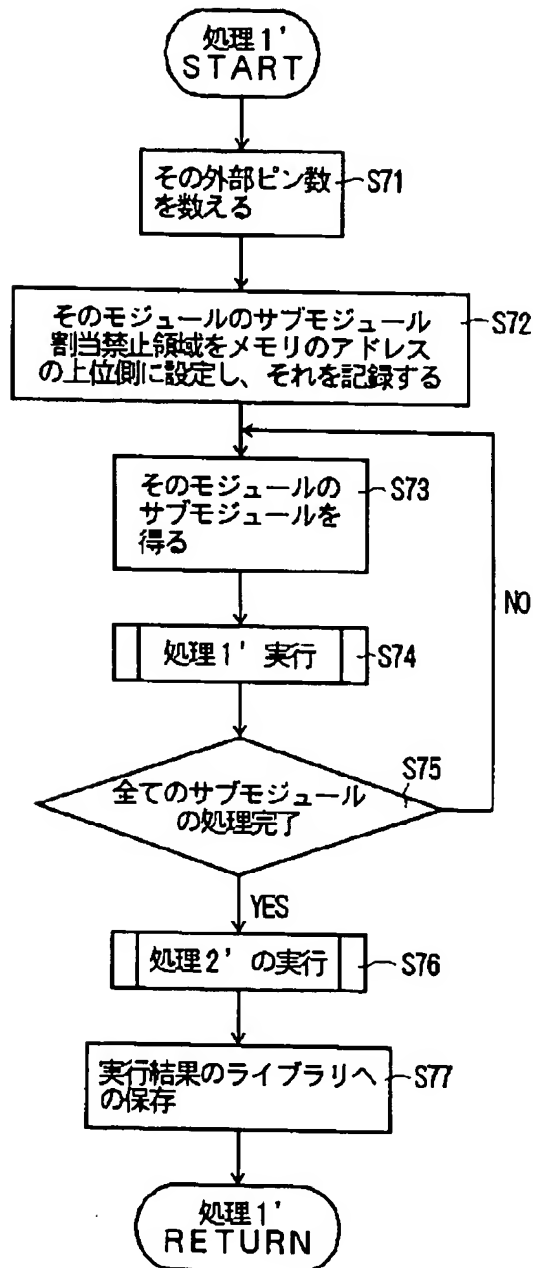 処理1'
START
その外部ピン数
を数える
S71
そのモジュールのサブモジュール
割当禁止領域をメモリのアドレス
の上位側に設定し、それを記録する
S72
そのモジュールの
サブモジュールを
得る
S73
NO
処理1' 実行
S74
全てのサブモジュール
の処理完了
S75
YES
処理2' の実行
S76
実行結果のライブラリへ
の保存
S77
処理1'
RETURN